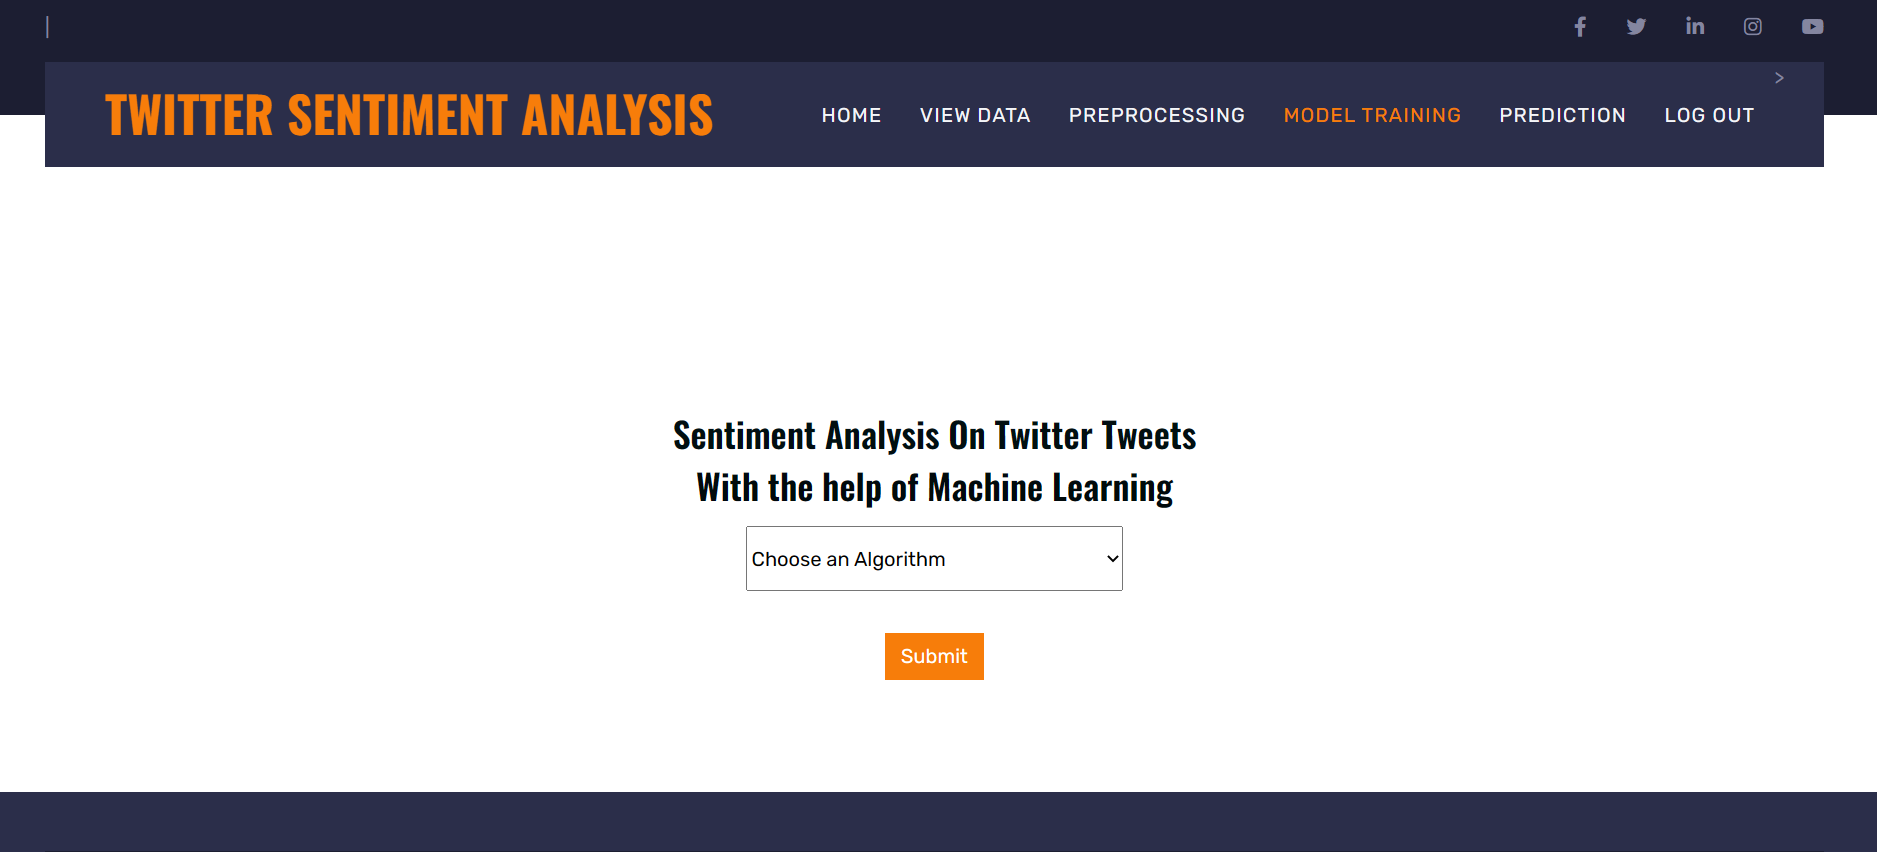 |
>
TWITTER SENTIMENT ANALYSIS HOME VIEW DATA PREPROCESSING MODEL TRAINING PREDICTION LOG OUT
Sentiment Analysis On Twitter Tweets
With the help of Machine Learning
Choose an Algorithm
Submit